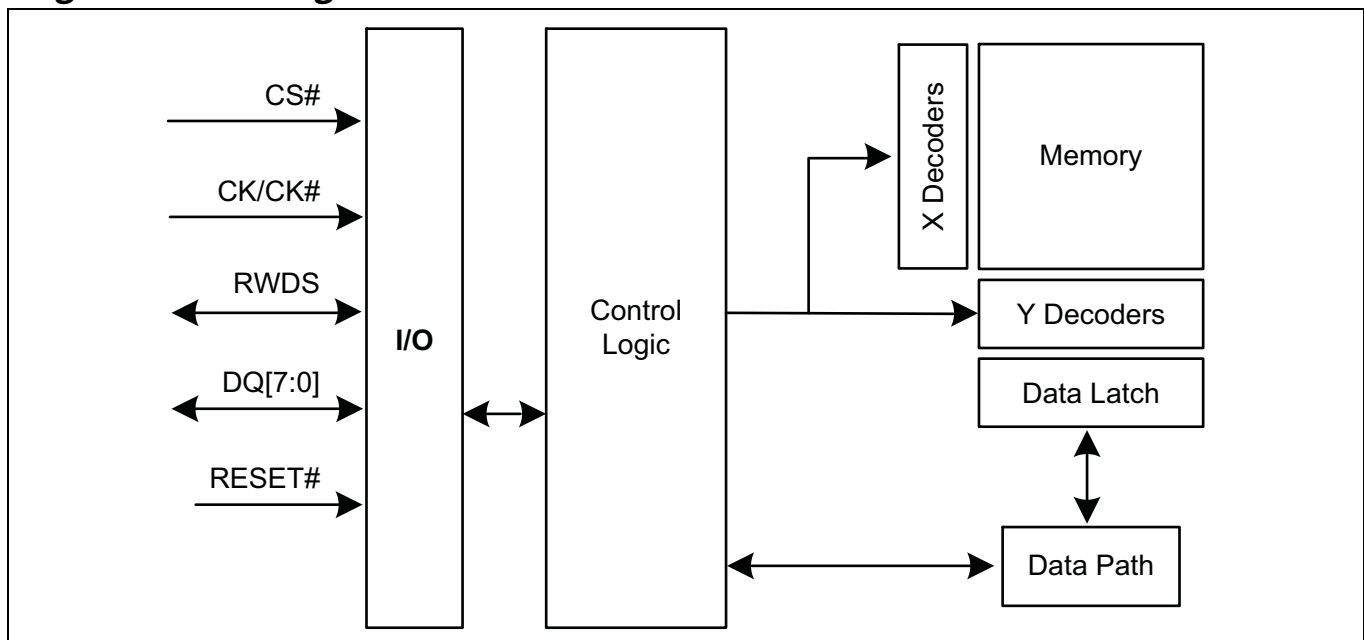 CS#
CK/CK#
RWDS
DQ[7:0]
RESET#
I/O
Control
Logic
X Decoders
Memory
Y Decoders
Data Latch
Data Path